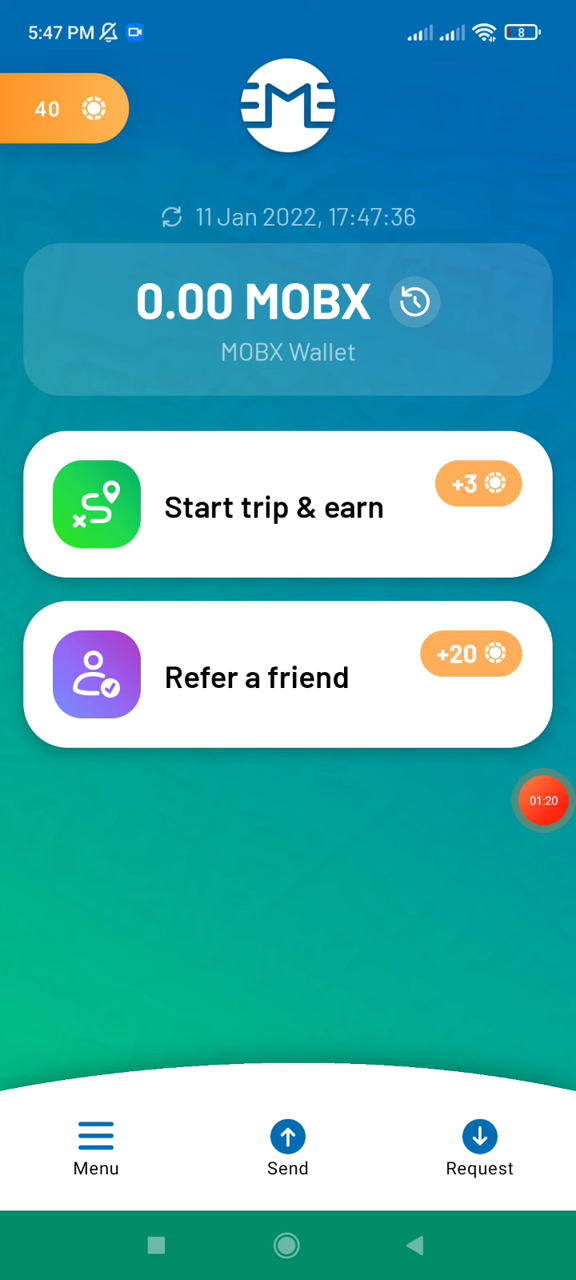 5:47 PM
8
40
11 Jan 2022, 17:47:36
0.00 MOBX
MOBX Wallet
+3
Start trip & earn
+20
Refer a friend
01:20
Menu
Send
Request